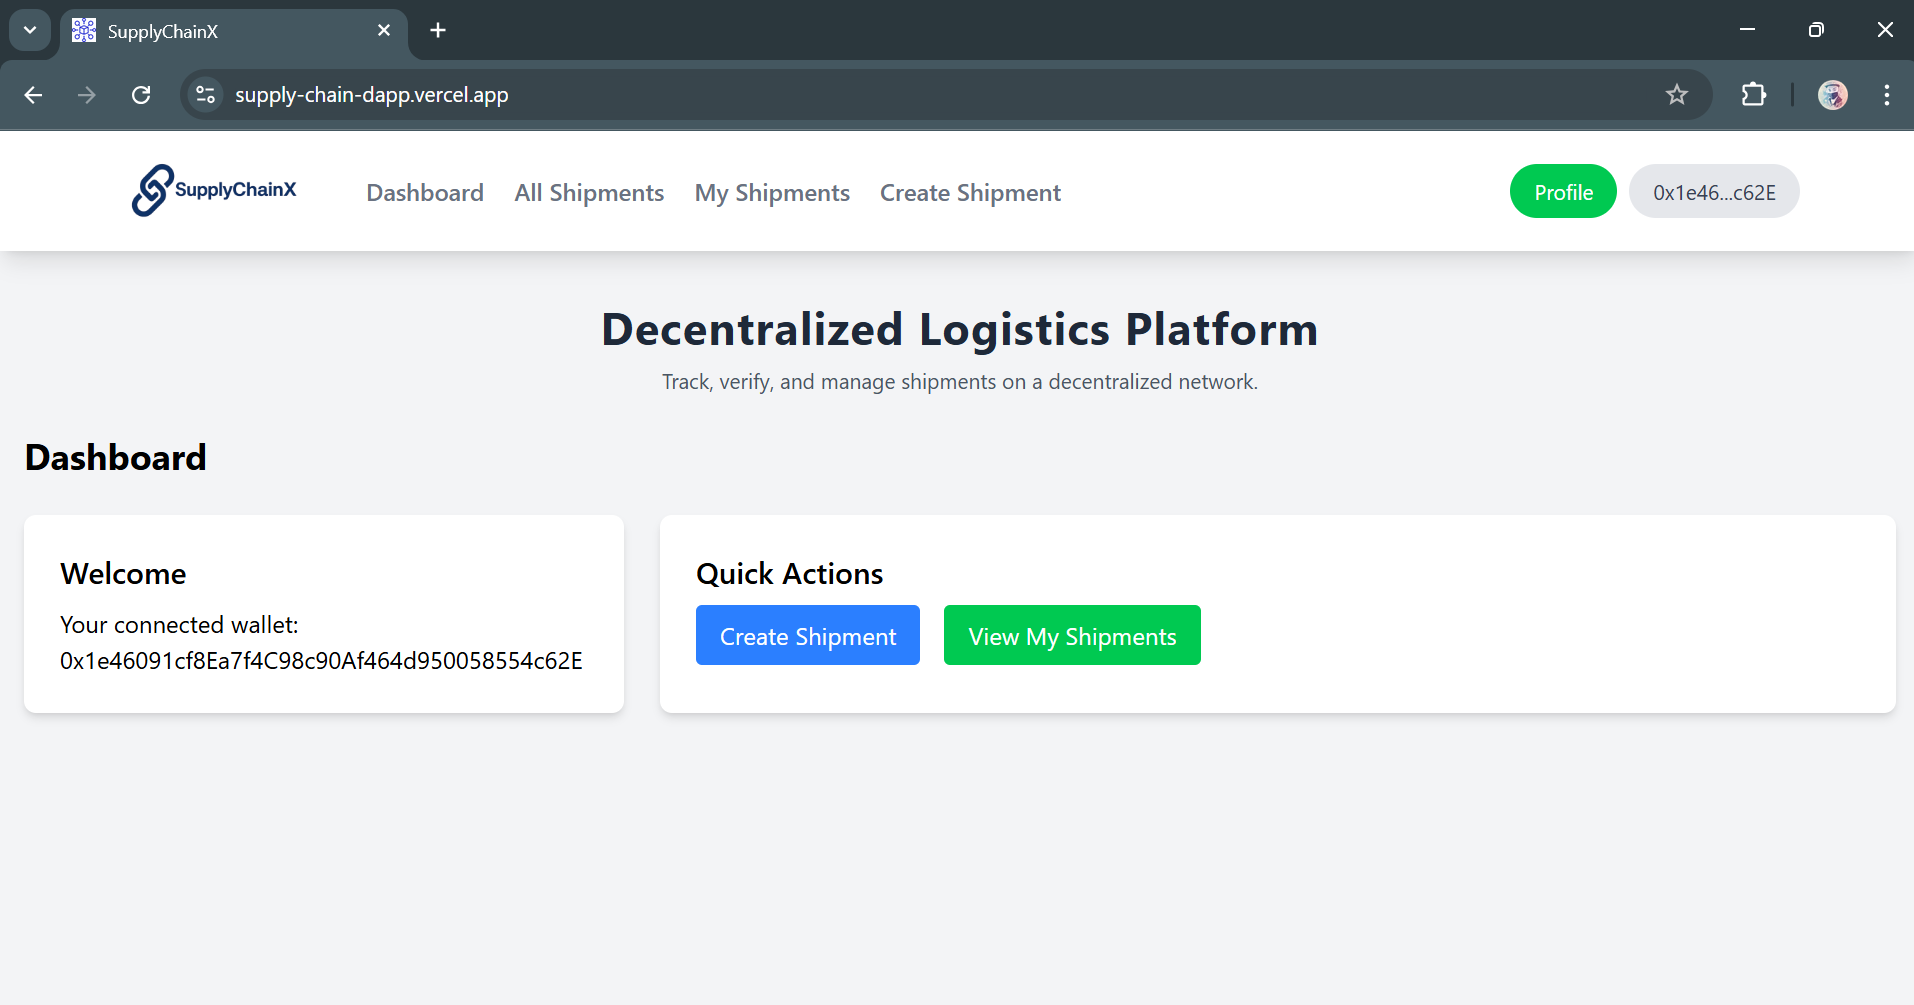 SupplyChainX
supply-chain-dapp.vercel.app
SupplyChainX Dashboard All Shipments My Shipments Create Shipment Profile 0x1e46...c62E
Decentralized Logistics Platform
Track, verify, and manage shipments on a decentralized network.
Dashboard
Welcome
Your connected wallet:
0x1e46091cf8Ea7f4C98c90Af464d950058554c62E
Quick Actions
Create Shipment View My Shipments